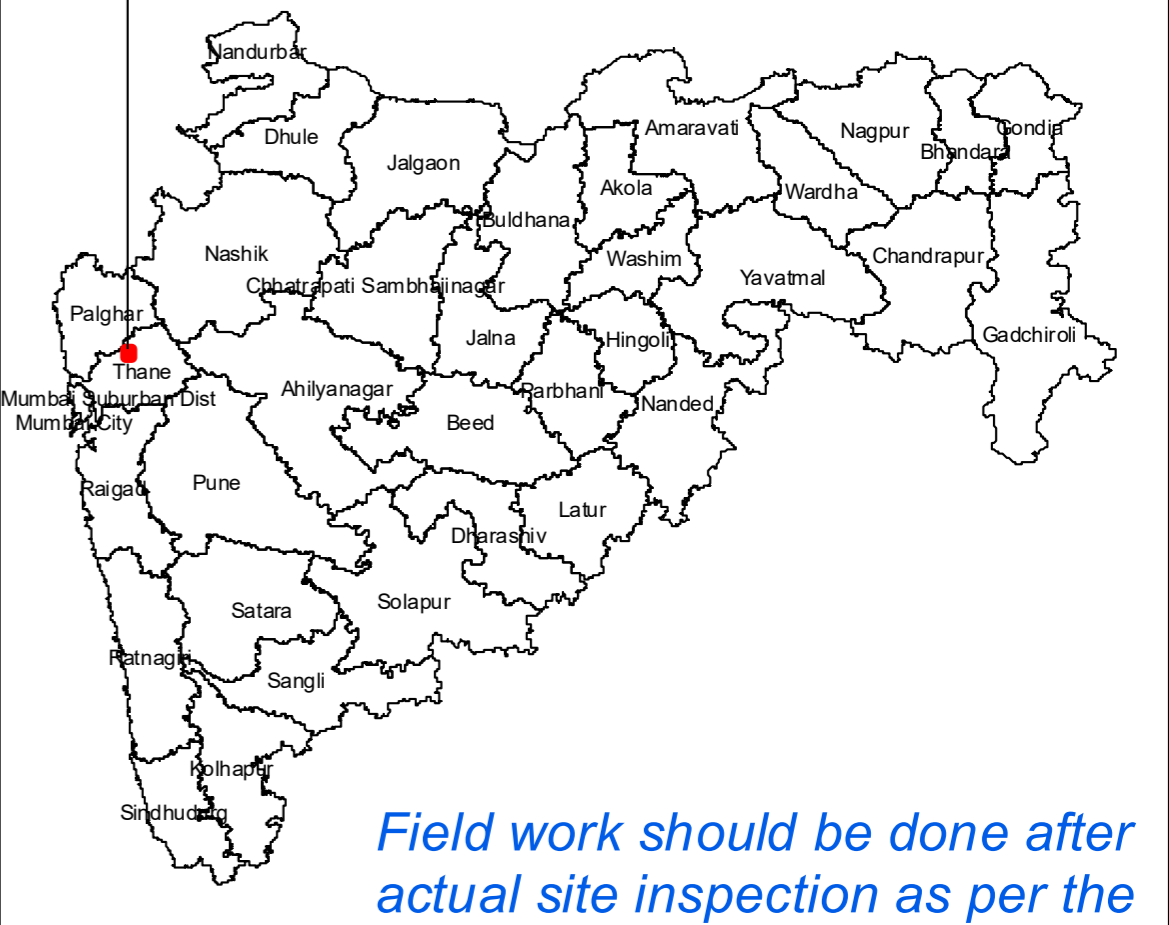 Nandurbar
Dhule
Jalgaon
Amaravati
Nagpur
Gondia
Bhandara
Akola
Wardha
Buldhana
Nashik
Washim
Chandrapur
Yavatmal
Chhatrapati Sambhajinagar
Palghar
Jalna
Hingoli
Gadchiroli
Thane
Ahilyanagar
Parbhani
Mumbai Suburban Dist
Nanded
Mumbai City
Beed
Raigad
Pune
Latur
Dharashiv
Satara
Solapur
Ratnagiri
Sangli
Kolhapur
Sindhudurg
Field work should be done after
actual site inspection as per the